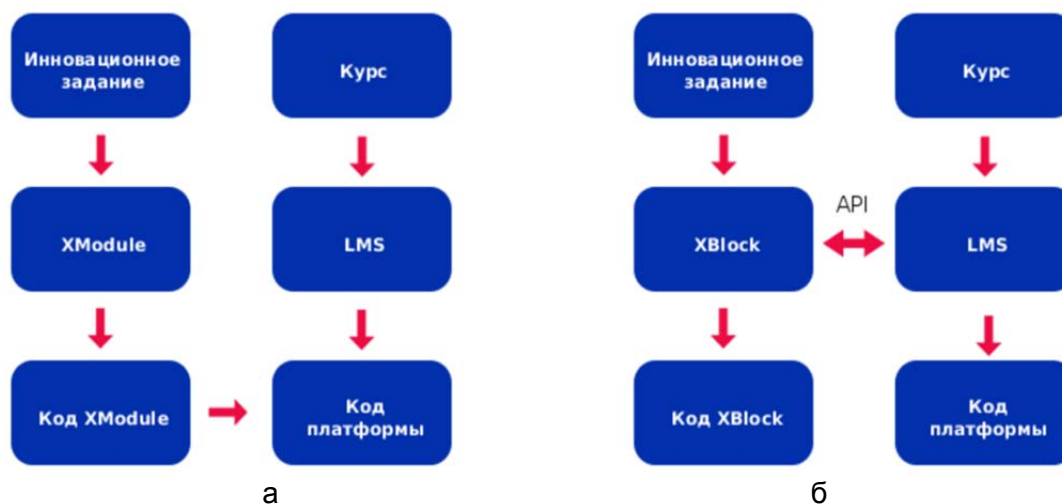 Инновационное
задание
Курс
XModule
LMS
Код XModule
Код
платформы
а
Инновационное
задание
Курс
XBlock
API
LMS
Код XBlock
Код
платформы
б